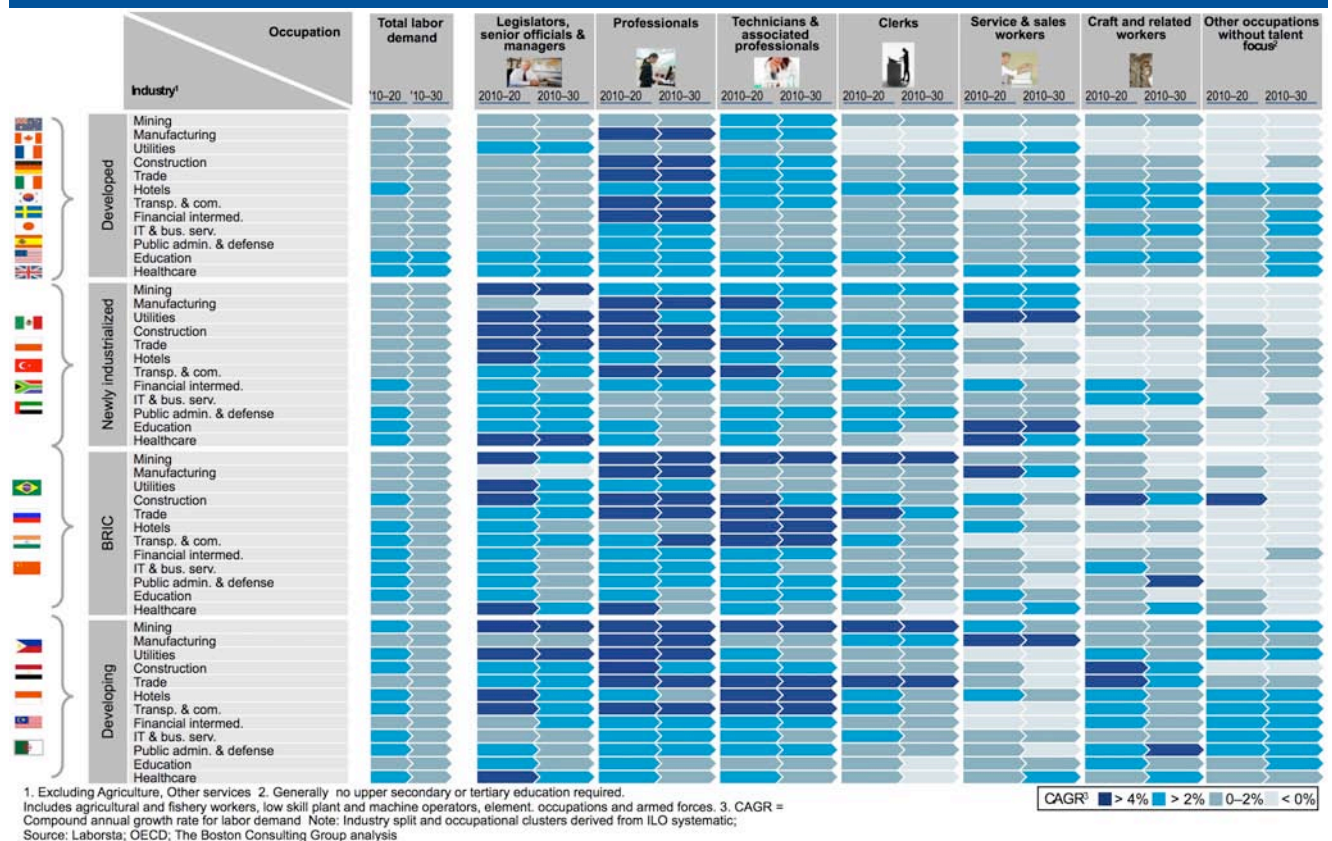 Occupation
Industry¹
Total labor
demand
'10–20 '10–30
Legislators,
senior officials &
managers
2010–20 2010–30
Professionals
2010–20 2010–30
Technicians &
associated
professionals
2010–20 2010–30
Clerks
2010–20 2010–30
Service & sales
workers
2010–20 2010–30
Craft and related
workers
2010–20 2010–30
Other occupations
without talent
focus²
2010–20 2010–30
Developed
Mining
Manufacturing
Utilities
Construction
Trade
Hotels
Transp. & com.
Financial intermed.
IT & bus. serv.
Public admin. & defense
Education
Healthcare
Newly industrialized
Mining
Manufacturing
Utilities
Construction
Trade
Hotels
Transp. & com.
Financial intermed.
IT & bus. serv.
Public admin. & defense
Education
Healthcare
BRIC
Mining
Manufacturing
Utilities
Construction
Trade
Hotels
Transp. & com.
Financial intermed.
IT & bus. serv.
Public admin. & defense
Education
Healthcare
Developing
Mining
Manufacturing
Utilities
Construction
Trade
Hotels
Transp. & com.
Financial intermed.
IT & bus. serv.
Public admin. & defense
Education
Healthcare
1. Excluding Agriculture, Other services 2. Generally no upper secondary or tertiary education required.
Includes agricultural and fishery workers, low skill plant and machine operators, element. occupations and armed forces. 3. CAGR =
Compound annual growth rate for labor demand Note: Industry split and occupational clusters derived from ILO systematic;
Source: Laborsta; OECD; The Boston Consulting Group analysis
CAGR³ > 4% > 2% 0–2% < 0%